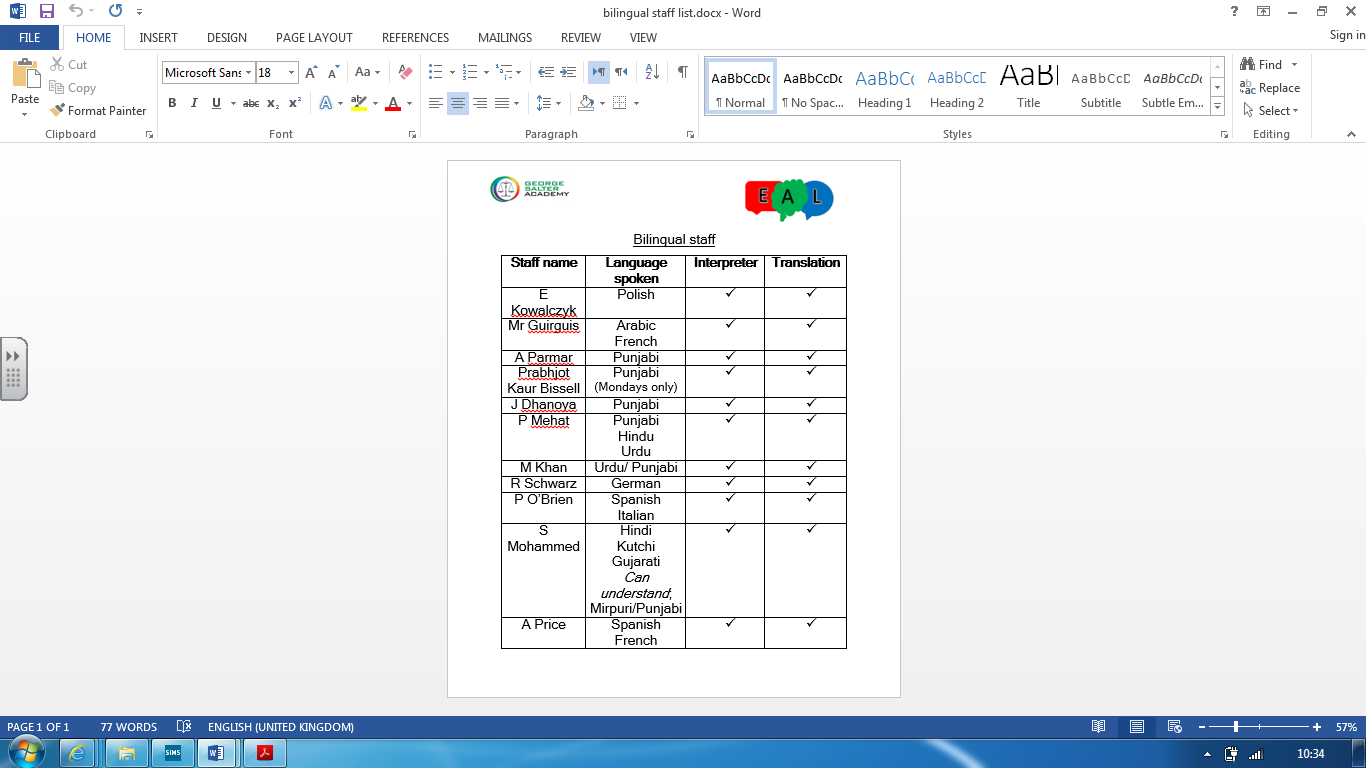 bilingual staff list.docx - Word
Sign in
FILE HOME INSERT DESIGN PAGE LAYOUT REFERENCES MAILINGS REVIEW VIEW
Paste
Cut
Copy
Format Painter
Clipboard
Microsoft Sans 18
Font
Paragraph
AaBbCcDc AaBbCcDc AaBbCc AaBbCcD AaBl AaBbCcD AaBbCcDc
¶ Normal ¶ No Spac... Heading 1 Heading 2 Title Subtitle Subtle Em...
Styles
Find
Replace
Select
Editing
GEORGE
SALTER
ACADEMY
E A L
Bilingual staff
Staff name Language spoken Interpreter Translation
E Kowalczyk Polish ✓ ✓
Mr Guirguis Arabic ✓ ✓
French
A Parmar Punjabi ✓ ✓
Prabhjot Punjabi ✓ ✓
Kaur Bissell (Mondays only)
J Dhanoya Punjabi ✓ ✓
P Mehat Punjabi ✓ ✓
Hindu
Urdu
M Khan Urdu/ Punjabi ✓ ✓
R Schwarz German ✓ ✓
P O'Brien Spanish ✓ ✓
Italian
S Hindi ✓ ✓
Mohammed Kutchi
Gujarati
Can
understand;
Mirpuri/Punjabi
A Price Spanish ✓ ✓
French
PAGE 1 OF 1 77 WORDS ENGLISH (UNITED KINGDOM) 57%
SIMS
10:34